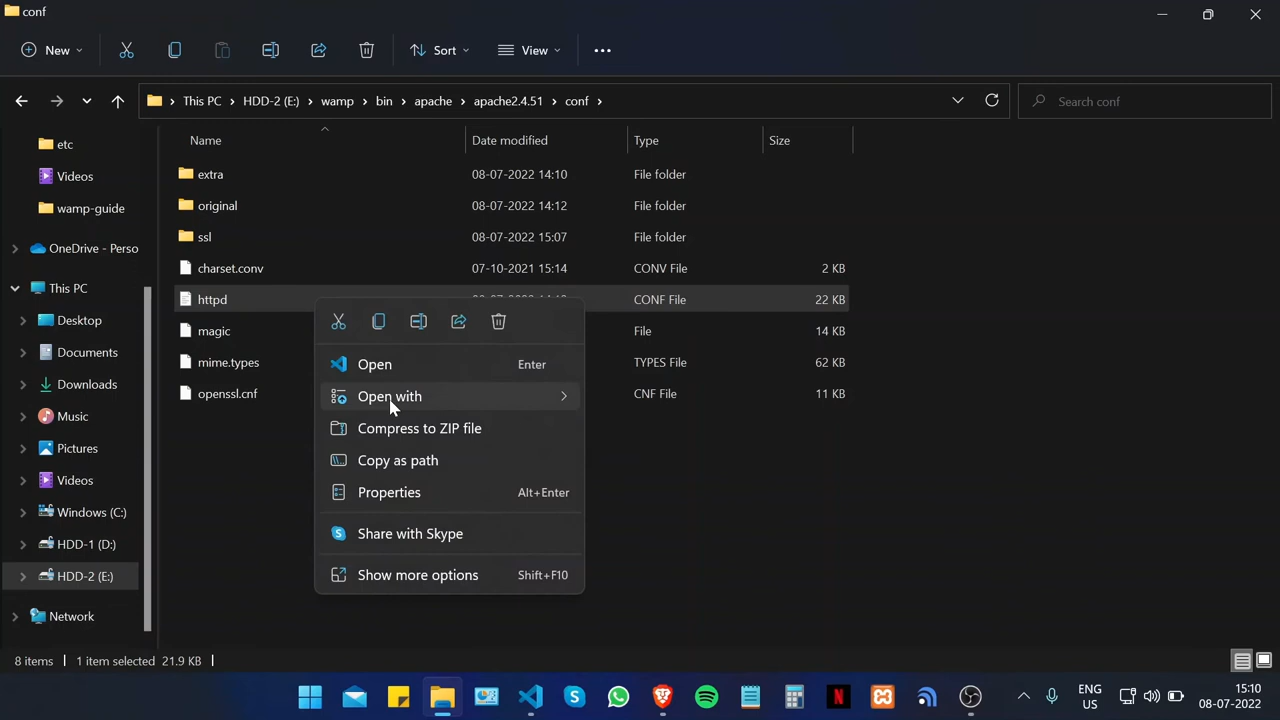 conf
New
Sort
View
This PC
HDD-2 (E:)
wamp
bin
apache
apache2.4.51
conf
Search conf
etc
Videos
wamp-guide
OneDrive - Perso
This PC
Desktop
Documents
Downloads
Music
Pictures
Videos
Windows (C:)
HDD-1 (D:)
HDD-2 (E:)
Network
Name Date modified Type Size
extra 08-07-2022 14:10 File folder
original 08-07-2022 14:12 File folder
ssl 08-07-2022 15:07 File folder
charset.conv 07-10-2021 15:14 CONV File 2 KB
httpd CONF File 22 KB
magic File 14 KB
mime.types TYPES File 62 KB
openssl.cnf CNF File 11 KB
Open Enter
Open with
Compress to ZIP file
Copy as path
Properties Alt+Enter
Share with Skype
Show more options Shift+F10
8 items 1 item selected 21.9 KB
ENG
US
15:10
08-07-2022